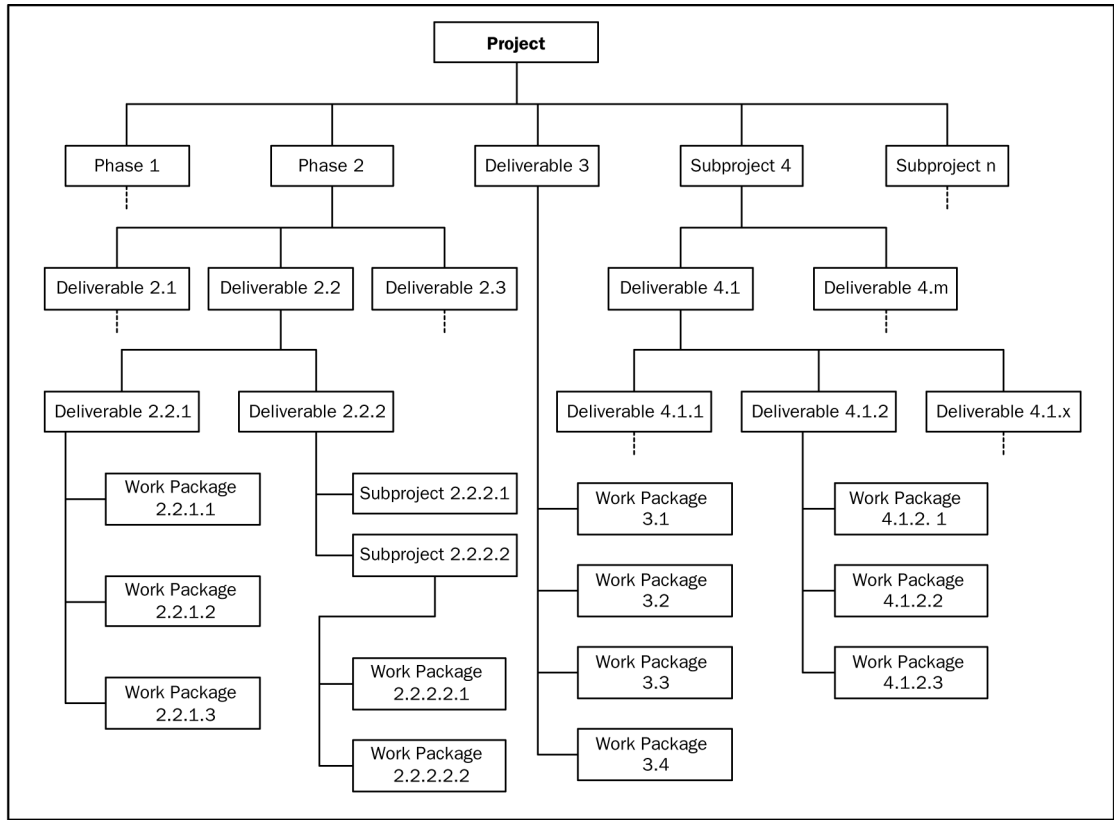 Project
Phase 1
Phase 2
Deliverable 3
Subproject 4
Subproject n
Deliverable 2.1
Deliverable 2.2
Deliverable 2.3
Deliverable 4.1
Deliverable 4.m
Deliverable 2.2.1
Deliverable 2.2.2
Deliverable 4.1.1
Deliverable 4.1.2
Deliverable 4.1.x
Work Package
2.2.1.1
Work Package
2.2.1.2
Work Package
2.2.1.3
Subproject 2.2.2.1
Subproject 2.2.2.2
Work Package
2.2.2.2.1
Work Package
2.2.2.2.2
Work Package
3.1
Work Package
3.2
Work Package
3.3
Work Package
3.4
Work Package
4.1.2. 1
Work Package
4.1.2.2
Work Package
4.1.2.3